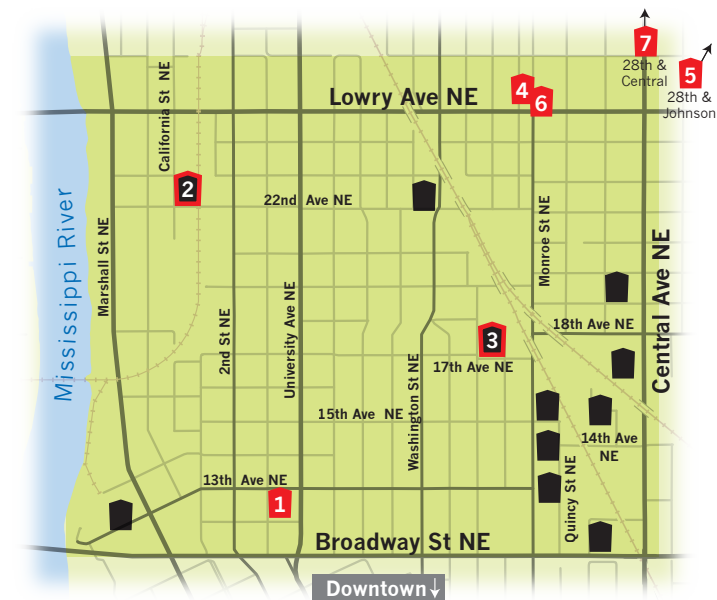 7
28th &
Central
5
28th &
Johnson
4
6
Lowry Ave NE
California St NE
2
22nd Ave NE
Mississippi River
Marshall St NE
Monroe St NE
Central Ave NE
2nd St NE
University Ave NE
18th Ave NE
3
17th Ave NE
Washington St NE
15th Ave NE
14th Ave
NE
13th Ave NE
1
Quincy St NE
Broadway St NE
Downtown↓